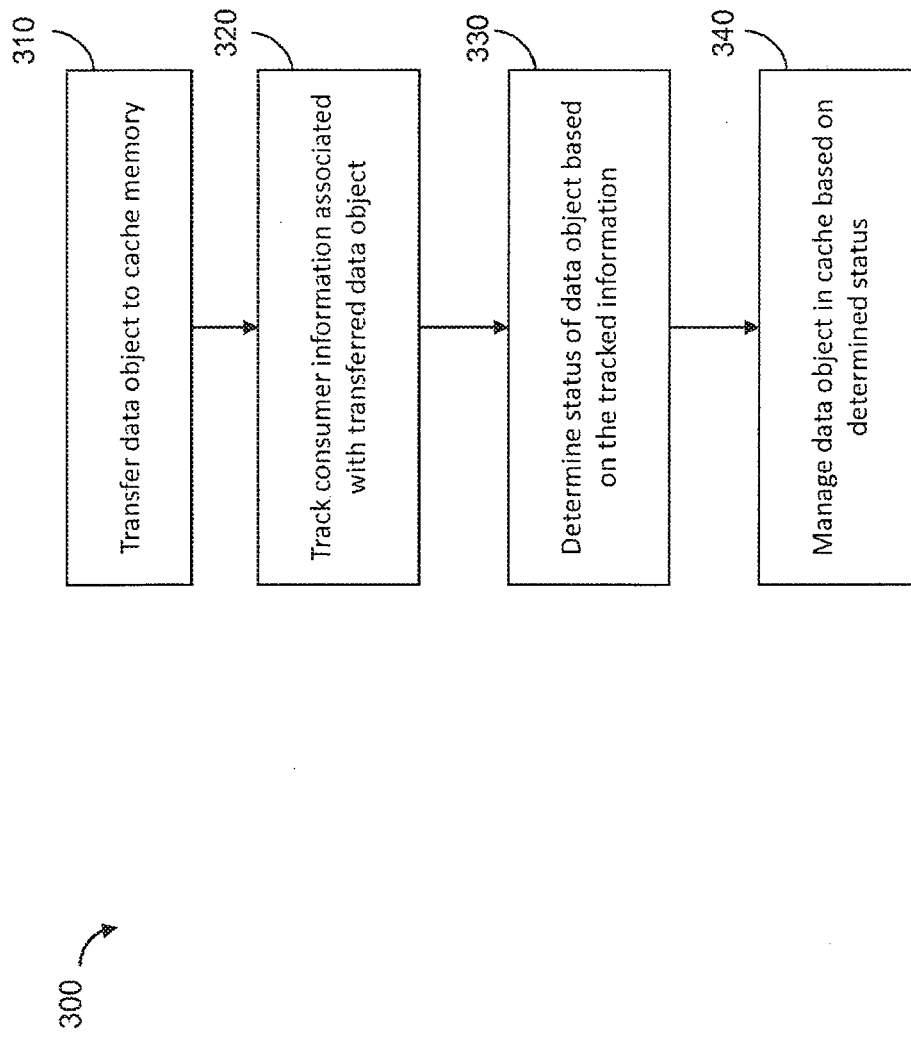 300
310
Transfer data object to cache memory
320
Track consumer information associated
with transferred data object
330
Determine status of data object based
on the tracked information
340
Manage data object in cache based on
determined status